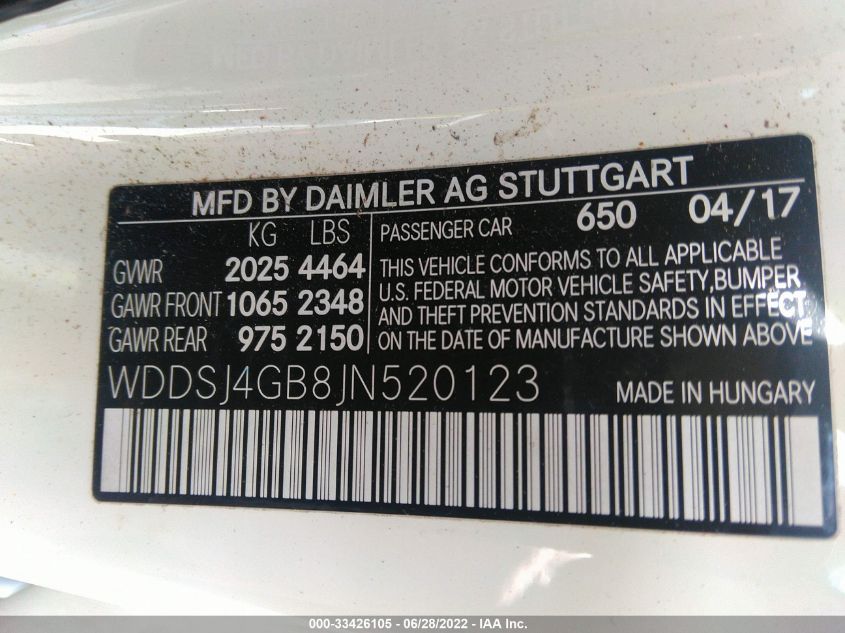 MFD BY DAIMLER AG STUTTGART
KG LBS PASSENGER CAR 650 04/17
GVWR 2025 4464
GAWR FRONT 1065 2348
GAWR REAR 975 2150
THIS VEHICLE CONFORMS TO ALL APPLICABLE
U.S. FEDERAL MOTOR VEHICLE SAFETY,BUMPER
AND THEFT PREVENTION STANDARDS IN EFFECT
ON THE DATE OF MANUFACTURE SHOWN ABOVE
WDDSJ4GB8JN520123 MADE IN HUNGARY
000-33426105 - 06/28/2022 - IAA Inc.